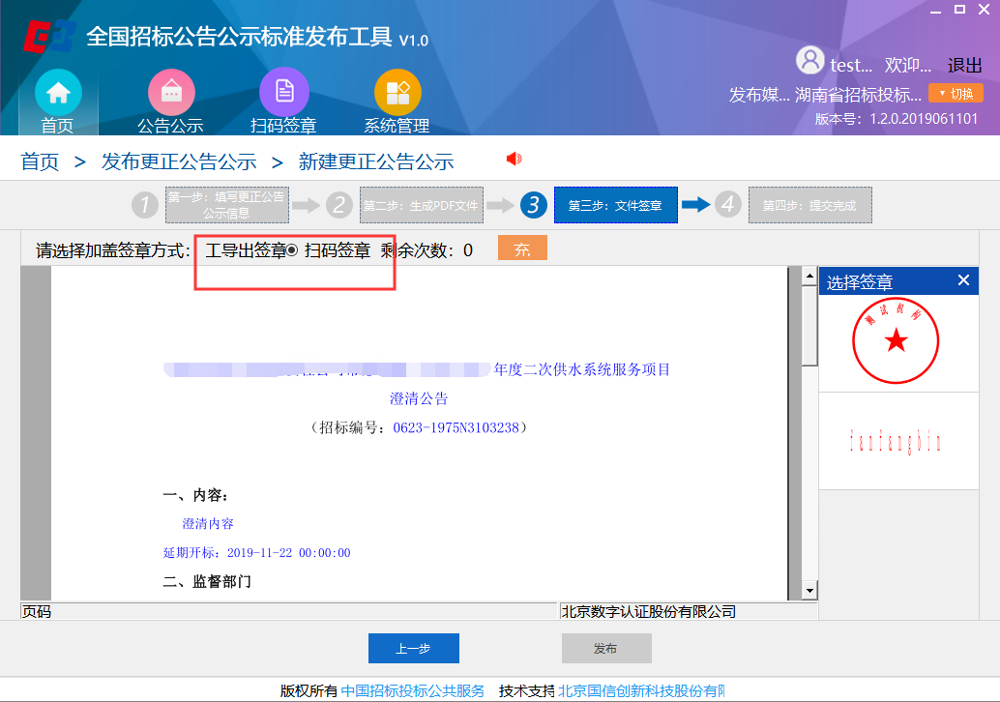 全国招标公告公示标准发布工具 V1.0
test... 欢迎... 退出
发布媒... 湖南省招标投标... 切换
版本号: 1.2.0.2019061101
首页 公告公示 扫码签章 系统管理
首页 > 发布更正公告公示 > 新建更正公告公示
1 第一步: 填写更正公告
公示信息
2 第二步: 生成PDF文件
3 第三步: 文件签章
4 第四步: 提交完成
请选择加盖签章方式: 工导出签章 扫码签章 剩余次数: 0 充
选择签章
测试机构
年度二次供水系统服务项目
澄清公告
(招标编号: 0623-1975N3103238)
一、内容:
澄清内容
延期开标: 2019-11-22 00:00:00
二、监督部门
页码
北京数字认证股份有限公司
上一步 发布
版权所有 中国招标投标公共服务 技术支持 北京国信创新科技股份有